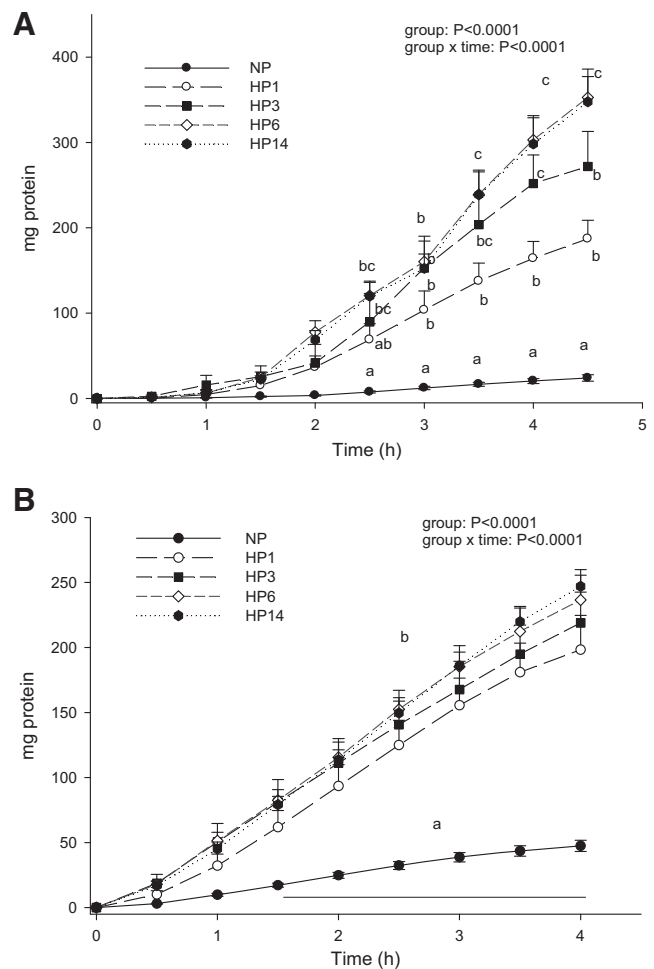 A
group: P<0.0001
group x time: P<0.0001
NP
HP1
HP3
HP6
HP14
400
300
200
100
0
mg protein
c
c
c
c
b
b
bc
b
bc
b
b
b
b
b
bc
ab
a
a
a
a
a
0
1
2
3
4
5
Time (h)
B
group: P<0.0001
group x time: P<0.0001
NP
HP1
HP3
HP6
HP14
300
250
200
150
100
50
0
mg protein
b
a
0
1
2
3
4
Time (h)